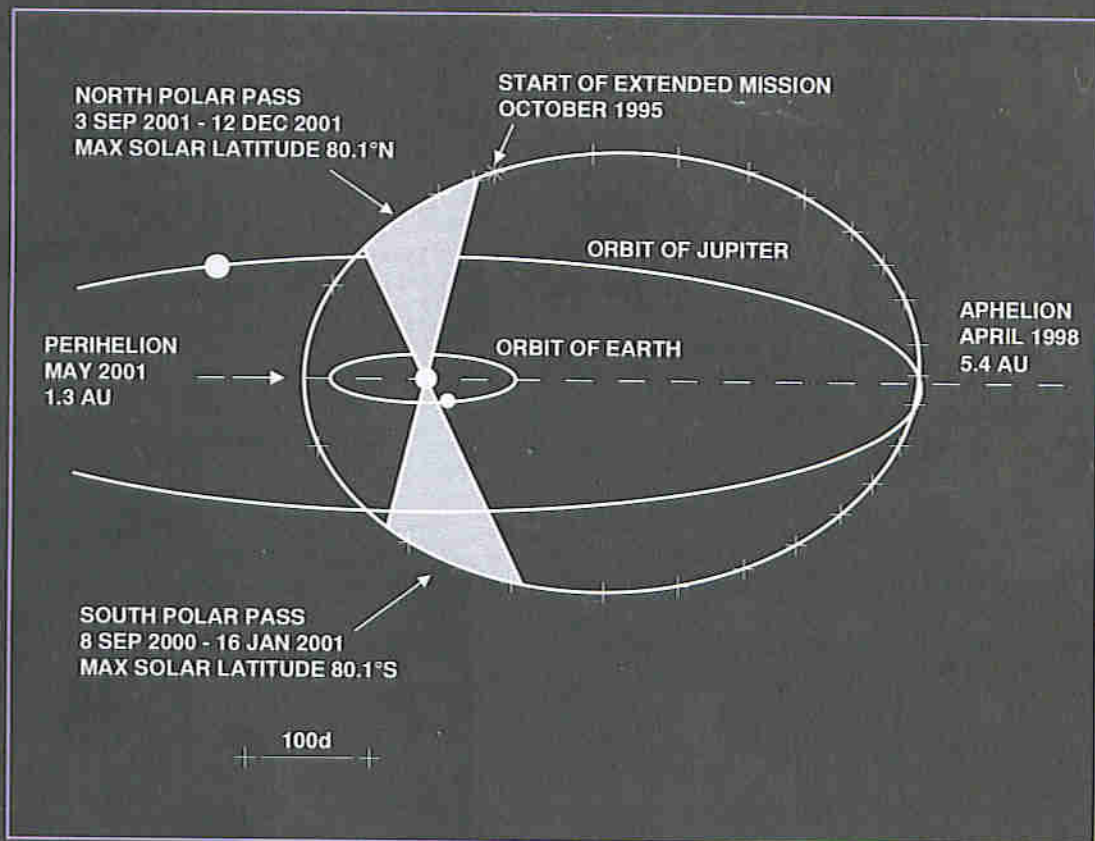 NORTH POLAR PASS
3 SEP 2001 - 12 DEC 2001
MAX SOLAR LATITUDE 80.1°N
START OF EXTENDED MISSION
OCTOBER 1995
ORBIT OF JUPITER
PERIHELION
MAY 2001
1.3 AU
ORBIT OF EARTH
APHELION
APRIL 1998
5.4 AU
SOUTH POLAR PASS
8 SEP 2000 - 16 JAN 2001
MAX SOLAR LATITUDE 80.1°S
100d